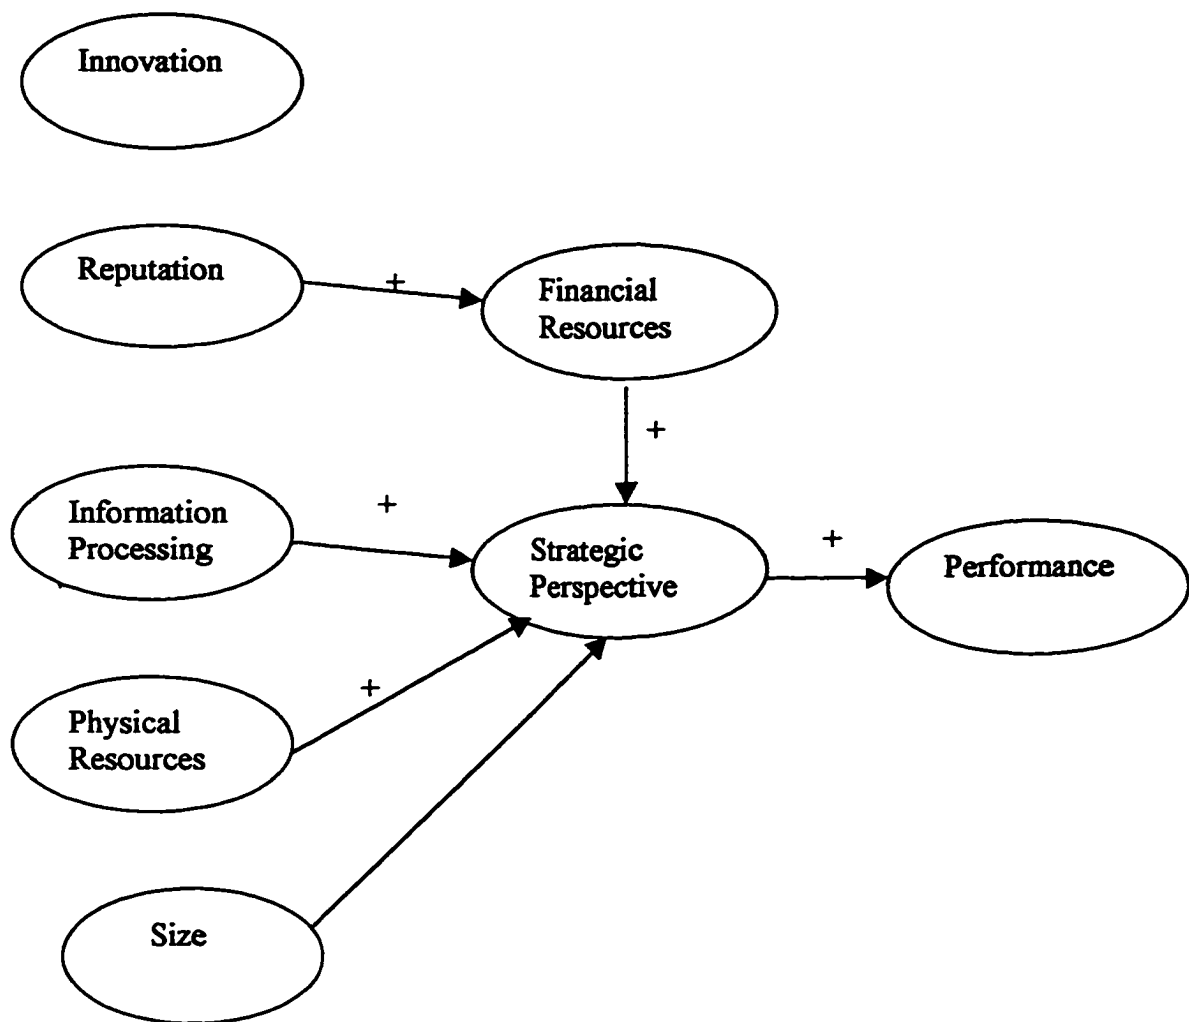 Innovation
Reputation
+
Financial
Resources
+
Information
Processing
+
Strategic
Perspective
+
Performance
Physical
Resources
+
Size